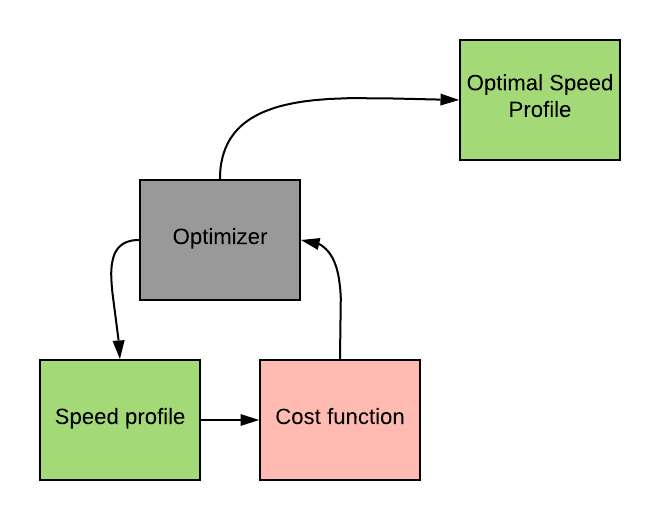 Optimal Speed
Profile
Optimizer
Speed profile
Cost function